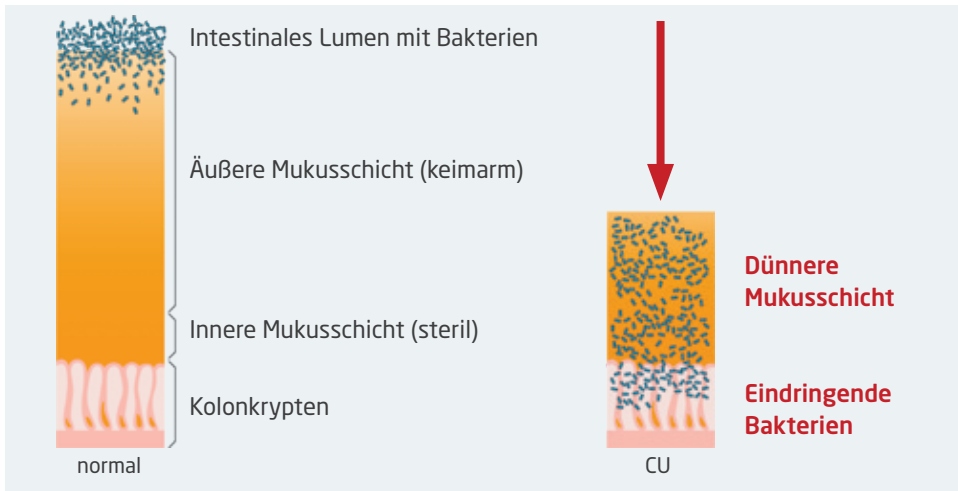 Intestinales Lumen mit Bakterien
Äußere Mukusschicht (keimarm)
Innere Mukusschicht (steril)
Kolonkrypten
normal
Dünnere
Mukusschicht
Eindringende
Bakterien
CU